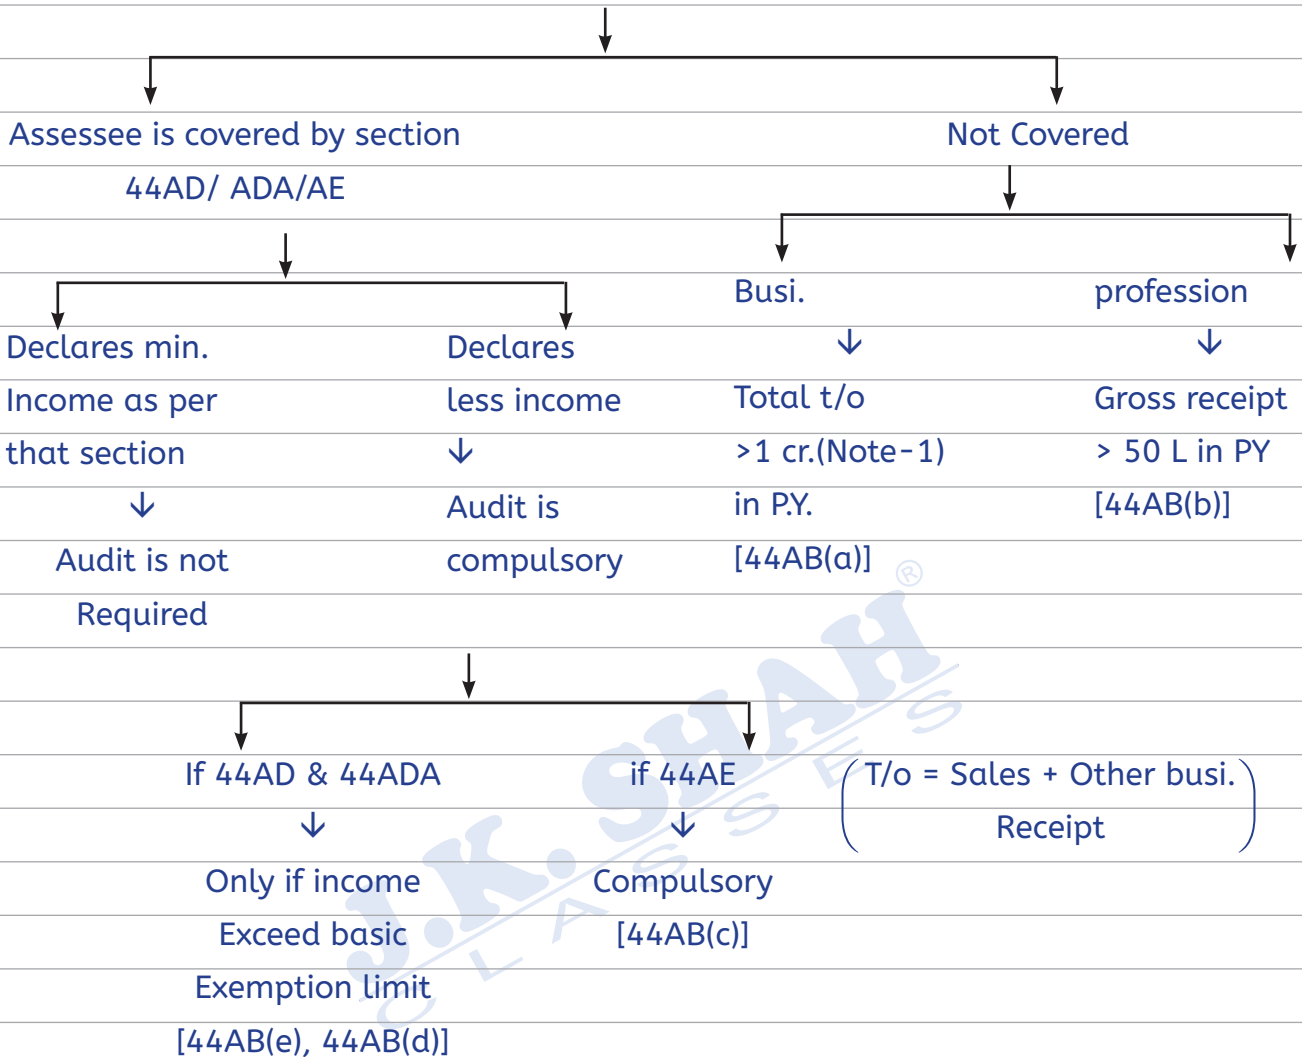 Assessee is covered by section
44AD/ ADA/AE
Not Covered
Declares min.
Income as per
that section
↓
Audit is not
Required
Declares
less income
↓
Audit is
compulsory
Busi.
↓
Total t/o
>1 cr.(Note-1)
in P.Y.
[44AB(a)]
profession
↓
Gross receipt
> 50 L in PY
[44AB(b)]
If 44AD & 44ADA
↓
Only if income
Exceed basic
Exemption limit
[44AB(e), 44AB(d)]
if 44AE
↓
Compulsory
[44AB(c)]
(T/o = Sales + Other busi.
Receipt)
J.K. SHAH®
CLASSES